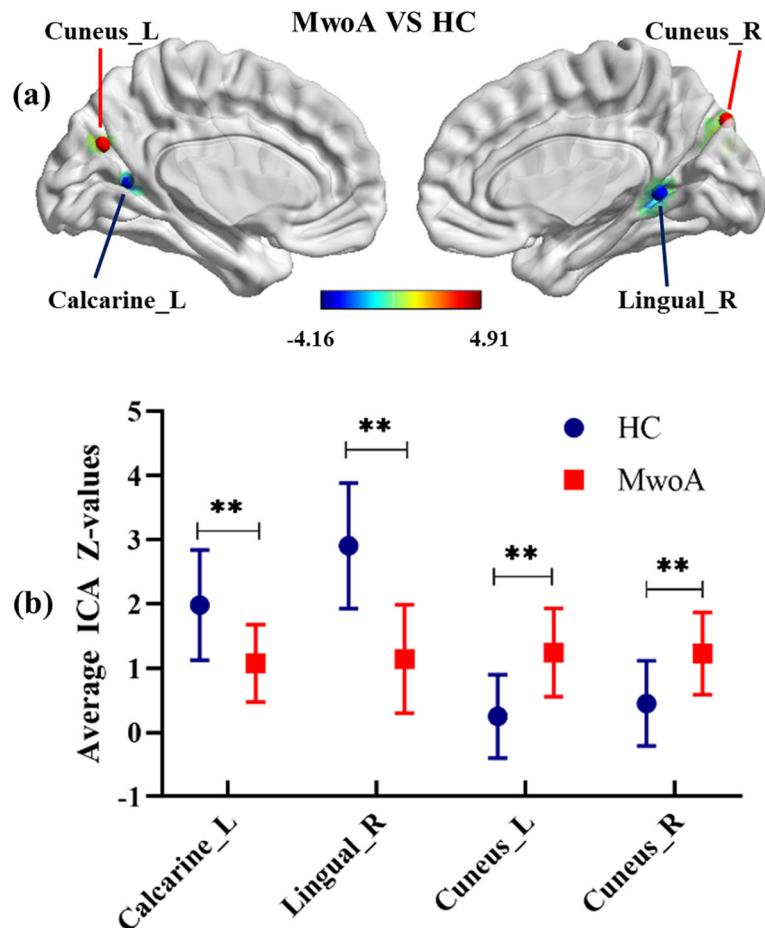 MwoA VS HC
Cuneus_L
Cuneus_R
(a)
Calcarine_L
Lingual_R
-4.16
4.91
(b)
Average ICA Z-values
5
4
3
2
1
0
-1
HC
MwoA
**
**
**
**
Calcarine_L
Lingual_R
Cuneus_L
Cuneus_R